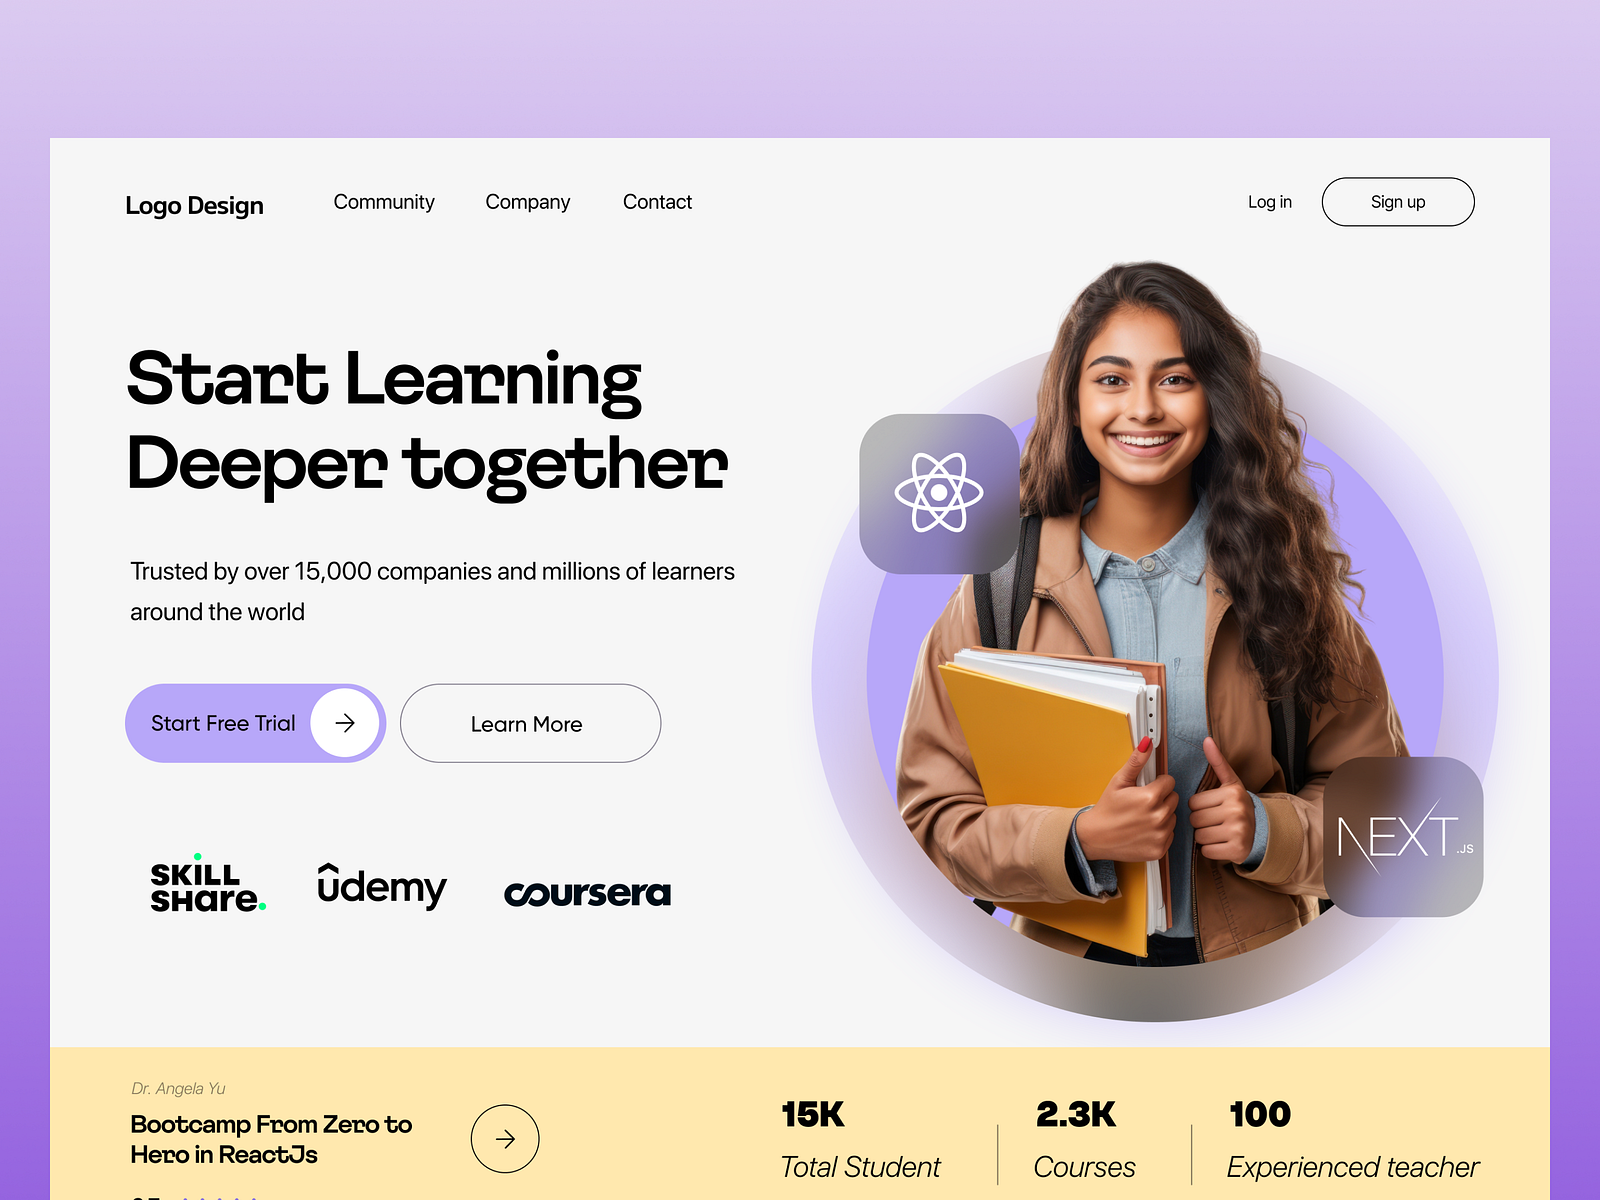 Logo Design
Community
Company
Contact
Log in
Sign up
Start Learning
Deeper together
Trusted by over 15,000 companies and millions of learners
around the world
Start Free Trial
Learn More
SKILL
SHare.
udemy
coursera
NEXT.JS
Dr. Angela Yu
Bootcamp From Zero to
Hero in ReactJs
15K
Total Student
2.3K
Courses
100
Experienced teacher